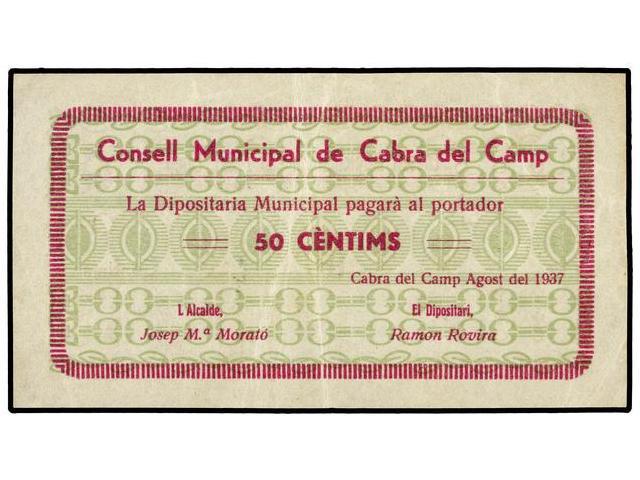 Consell Municipal de Cabra del Camp
La Dipositaria Municipal pagarà al portador
50 CÈNTIMS
Cabra del Camp Agost del 1937
L Alcalde, El Dipositari,
Josep M.ª Morató Ramon Rovira